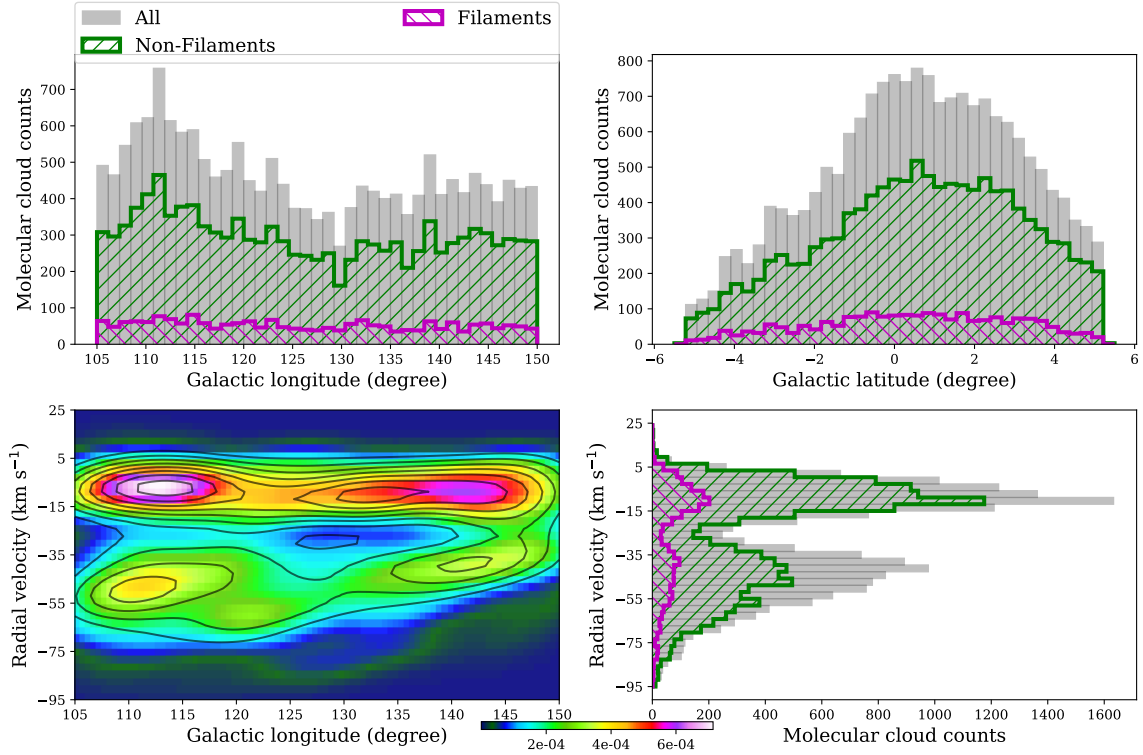 All
Filaments
Non-Filaments
Molecular cloud counts
700
600
500
400
300
200
100
0
105 110 115 120 125 130 135 140 145 150
Galactic longitude (degree)
Molecular cloud counts
800
700
600
500
400
300
200
100
0
−6 −4 −2 0 2 4 6
Galactic latitude (degree)
Radial velocity (km s⁻¹)
25
5
−15
−35
−55
−75
−95
105 110 115 120 125 130 135 140 145 150
Galactic longitude (degree)
2e-04 4e-04 6e-04
Radial velocity (km s⁻¹)
25
5
−15
−35
−55
−75
−95
0 200 400 600 800 1000 1200 1400 1600
Molecular cloud counts